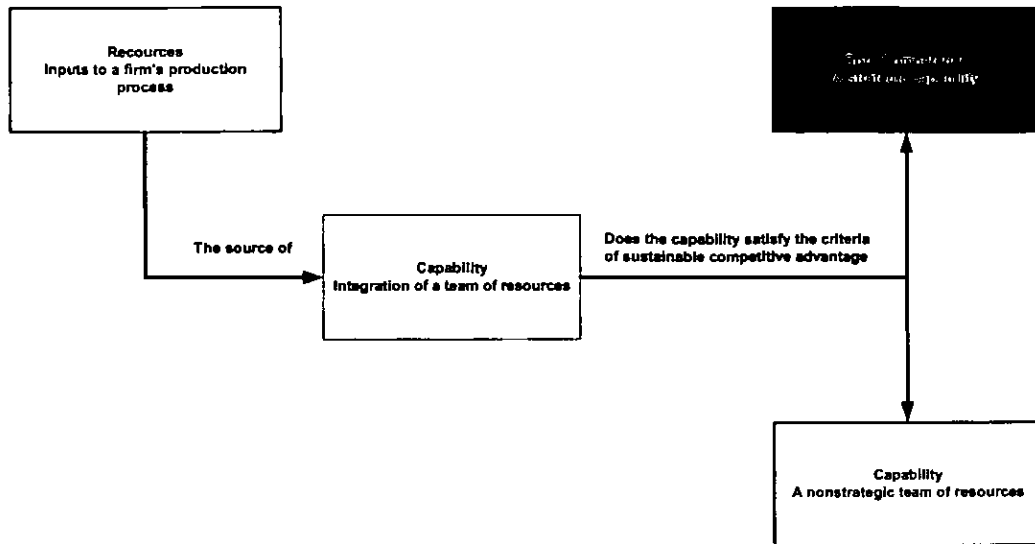 Recources
Inputs to a firm's production
process
The source of
Capability
Integration of a team of resources
Does the capability satisfy the criteria
of sustainable competitive advantage
Capability
A nonstrategic team of resources